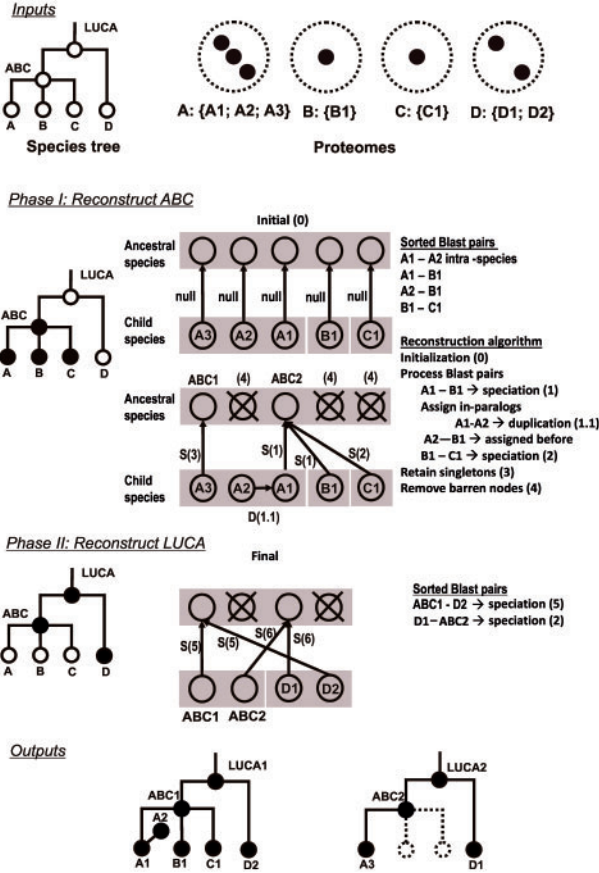 Inputs
LUCA
ABC
A B C D
Species tree
A: {A1; A2; A3} B: {B1} C: {C1} D: {D1; D2}
Proteomes
Phase I: Reconstruct ABC
Initial (0)
Ancestral
species
null null null null null
Child
species
A3 A2 A1 B1 C1
LUCA
ABC
A B C D
Sorted Blast pairs
A1 – A2 intra -species
A1 – B1
A2 – B1
B1 – C1
Reconstruction algorithm
Initialization (0)
Process Blast pairs
A1 – B1 → speciation (1)
Assign in-paralogs
A1-A2 → duplication (1.1)
A2—B1 → assigned before
B1 – C1 → speciation (2)
Retain singletons (3)
Remove barren nodes (4)
ABC1 (4) ABC2 (4) (4)
Ancestral
species
S(3) S(1) S(1) S(2)
Child
species
A3 A2 A1 B1 C1
D(1.1)
Phase II: Reconstruct LUCA
Final
LUCA
ABC
A B C D
S(5) S(5) S(6) S(6)
D1 D2
ABC1 ABC2
Sorted Blast pairs
ABC1 - D2 → speciation (5)
D1 – ABC2 → speciation (2)
Outputs
LUCA1
ABC1
A2
A1 B1 C1 D2
LUCA2
ABC2
A3 D1